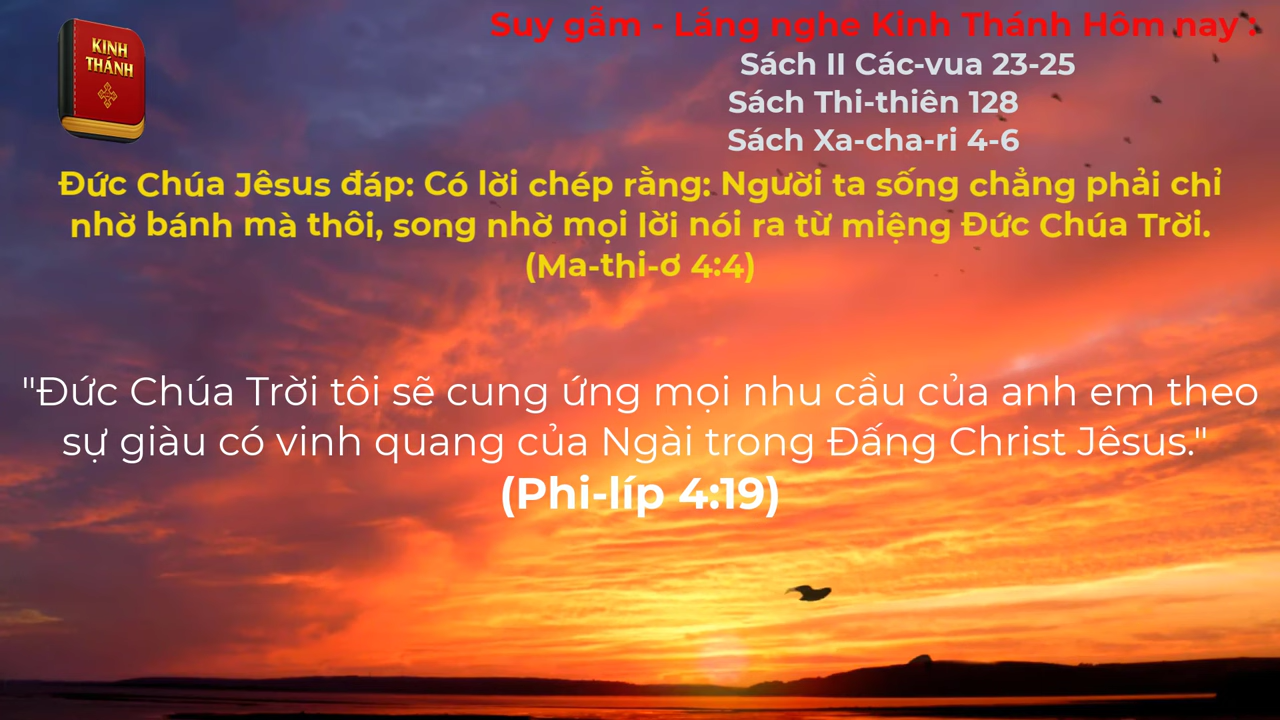 KINH
THÁNH
Suy gẫm - Lắng nghe Kinh Thánh Hôm nay :
Sách II Các-vua 23-25
Sách Thi-thiên 128
Sách Xa-cha-ri 4-6
Đức Chúa Jêsus đáp: Có lời chép rằng: Người ta sống chẳng phải chỉ
nhờ bánh mà thôi, song nhờ mọi lời nói ra từ miệng Đức Chúa Trời.
(Ma-thi-ơ 4:4)
"Đức Chúa Trời tôi sẽ cung ứng mọi nhu cầu của anh em theo
sự giàu có vinh quang của Ngài trong Đấng Christ Jêsus."
(Phi-líp 4:19)